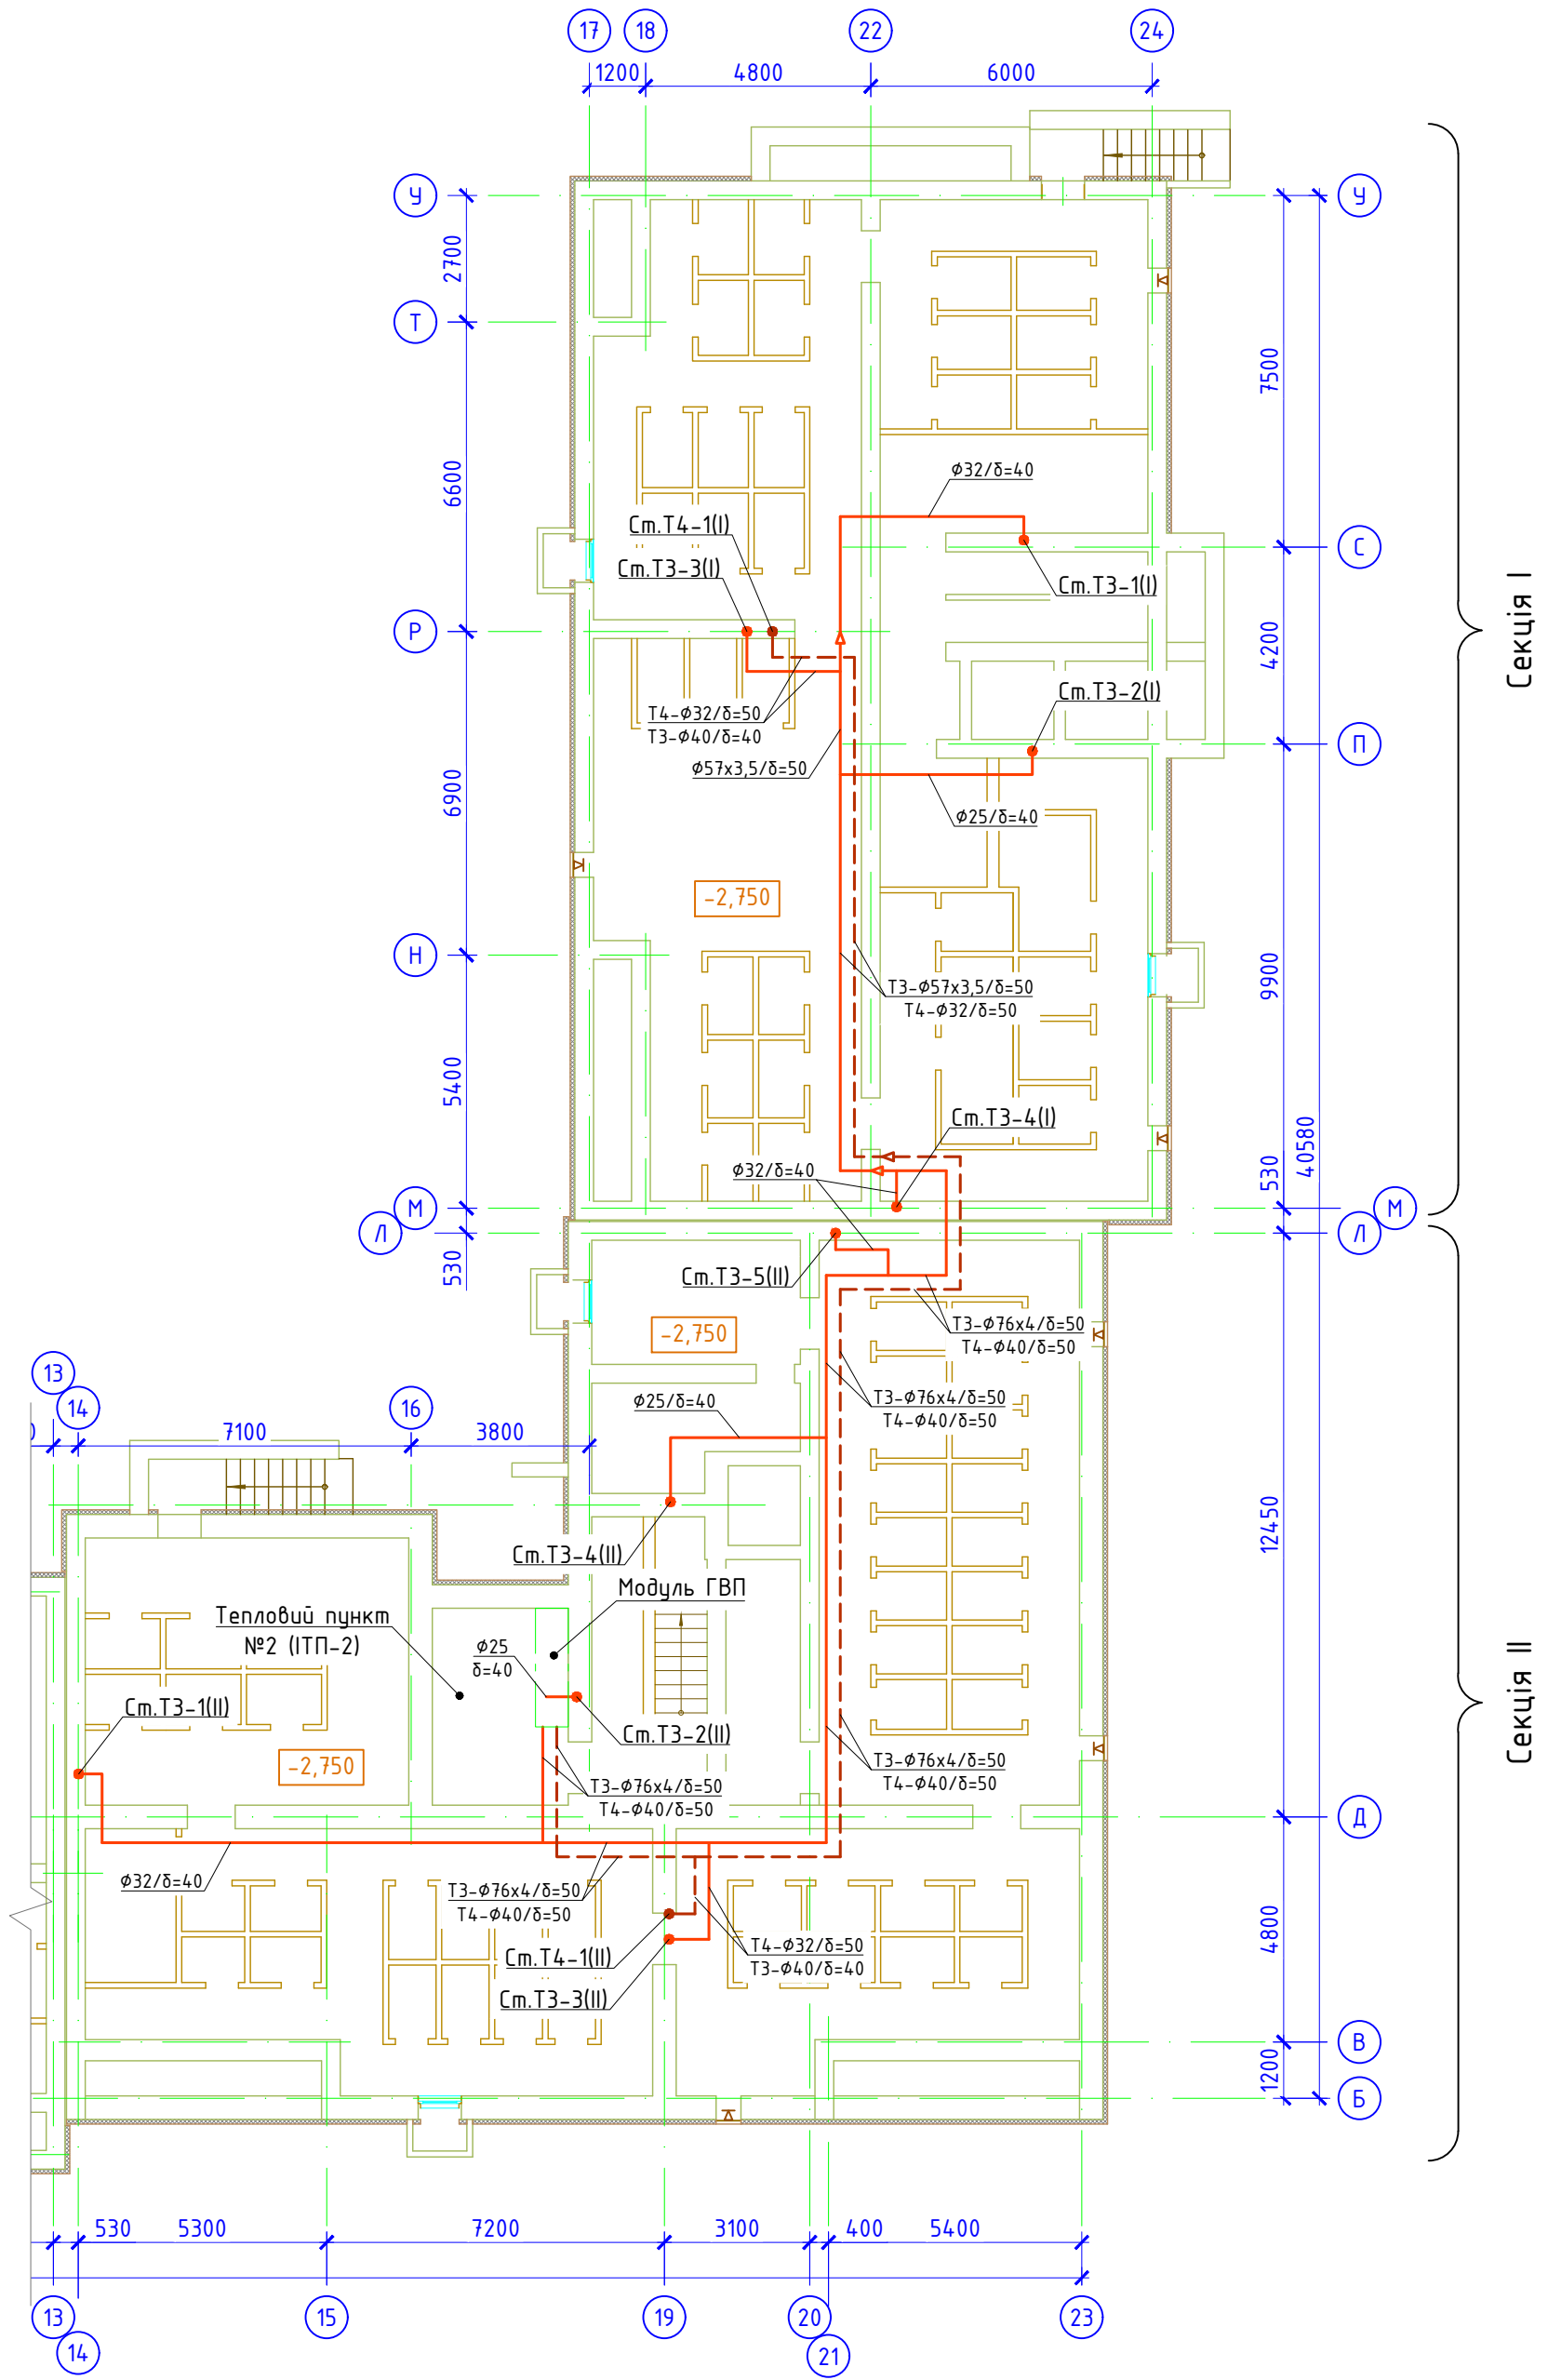 17
18
22
24
1200
4800
6000
У
У
2700
Т
7500
6600
Ф32/δ=40
Ст.Т4-1(І)
Ст.Т3-3(І)
Ст.Т3-1(І)
С
Секція І
Р
4200
Ст.Т3-2(І)
Т4-Ф32/δ=50
Т3-Ф40/δ=40
Ф57х3,5/δ=50
П
6900
Ф25/δ=40
-2,750
Н
9900
Т3-Ф57х3,5/δ=50
Т4-Ф32/δ=50
5400
Ст.Т3-4(І)
40580
Ф32/δ=40
530
М
М
Л
Л
530
Ст.Т3-5(ІІ)
-2,750
Т3-Ф76х4/δ=50
Т4-Ф40/δ=50
13
14
16
Ф25/δ=40
Т3-Ф76х4/δ=50
Т4-Ф40/δ=50
7100
3800
12450
Ст.Т3-4(ІІ)
Модуль ГВП
Тепловий пункт
№2 (ІТП-2)
Ф25
δ=40
Секція ІІ
Ст.Т3-1(ІІ)
Ст.Т3-2(ІІ)
-2,750
Т3-Ф76х4/δ=50
Т4-Ф40/δ=50
Т3-Ф76х4/δ=50
Т4-Ф40/δ=50
Д
Ф32/δ=40
Т3-Ф76х4/δ=50
Т4-Ф40/δ=50
4800
Т4-Ф32/δ=50
Т3-Ф40/δ=40
Ст.Т4-1(ІІ)
Ст.Т3-3(ІІ)
В
1200
Б
530
5300
7200
3100
400
5400
13
14
15
19
20
21
23